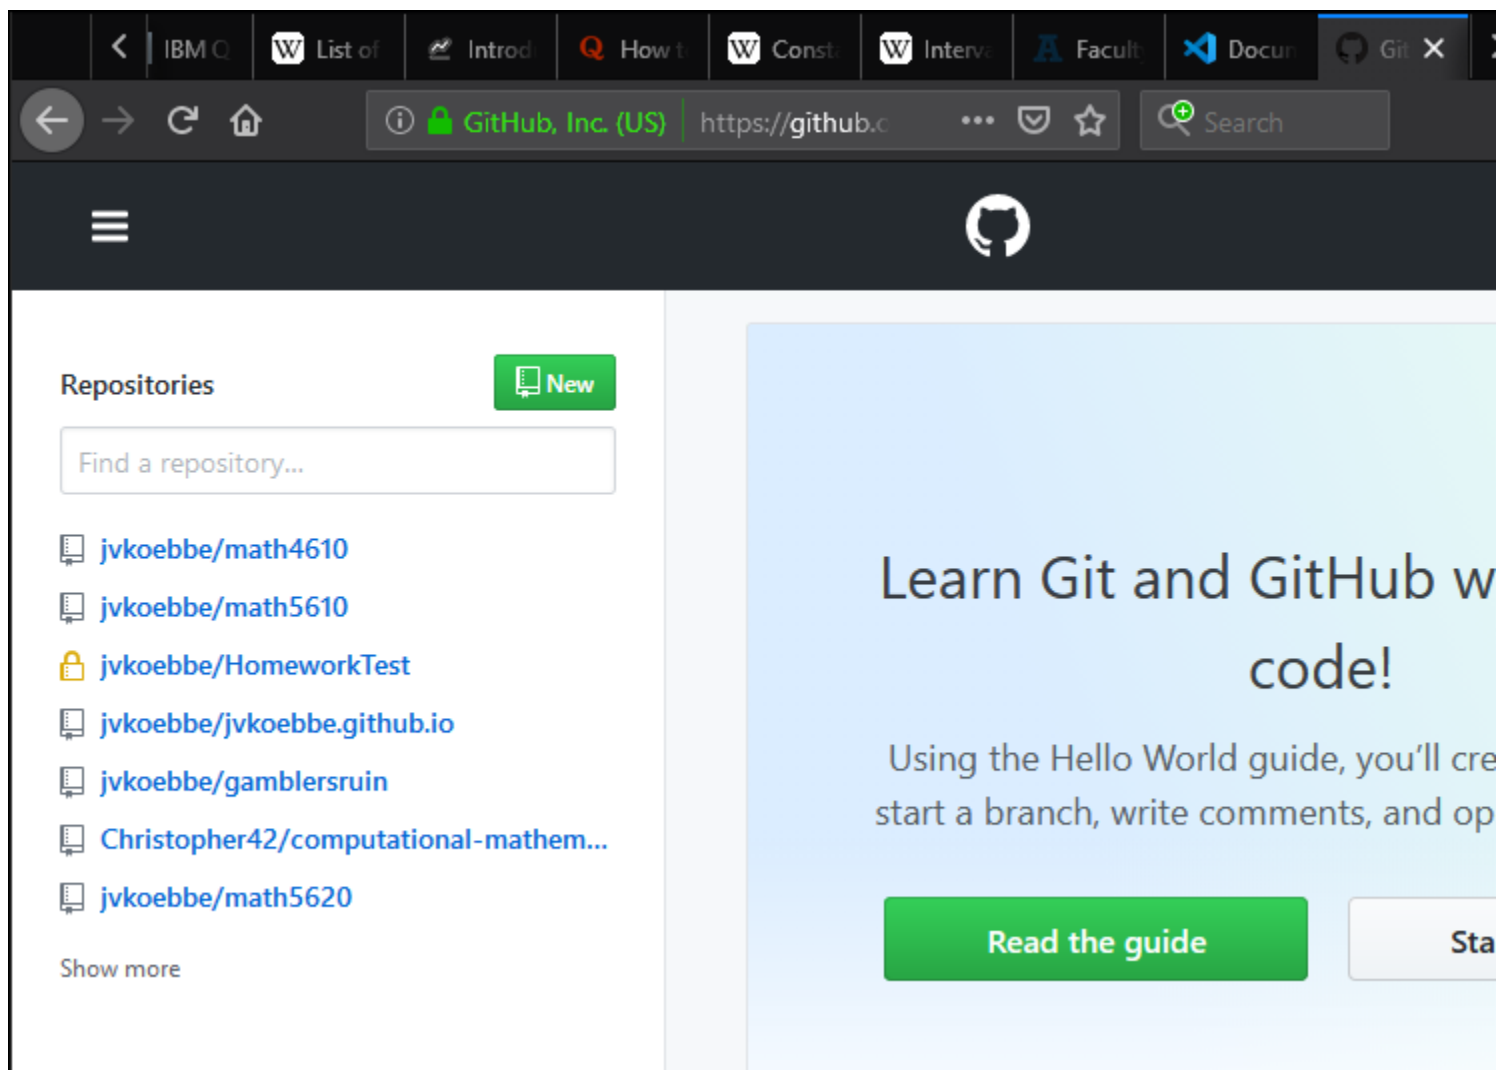 IBM Q
List of
Introd
Q How t
Const
Interv
Facult
Docum
Git
GitHub, Inc. (US)
https://github.c
Search
Repositories
New
Find a repository...
jvkoebbe/math4610
jvkoebbe/math5610
jvkoebbe/HomeworkTest
jvkoebbe/jvkoebbe.github.io
jvkoebbe/gamblersruin
Christopher42/computational-mathem...
jvkoebbe/math5620
Show more
Learn Git and GitHub w
code!
Using the Hello World guide, you’ll cre
start a branch, write comments, and op
Read the guide
Sta